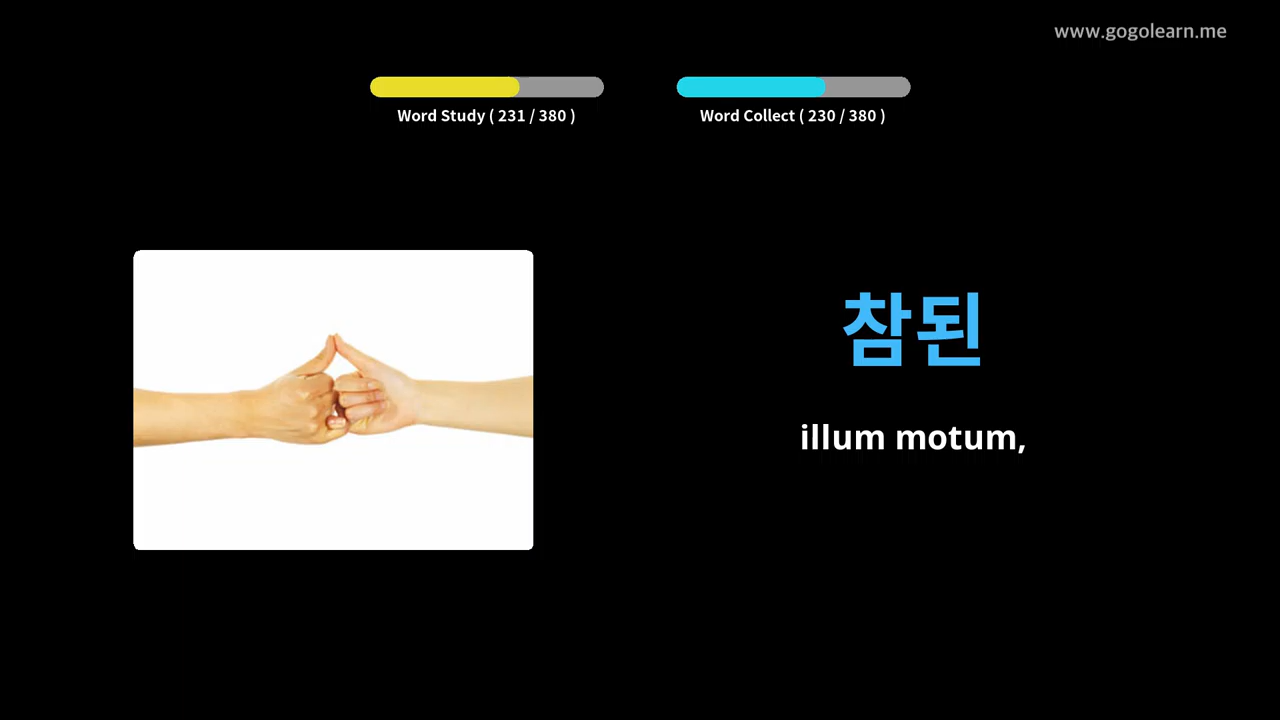 www.gogolearn.me
Word Study ( 231 / 380 )
Word Collect ( 230 / 380 )
참된
illum motum,